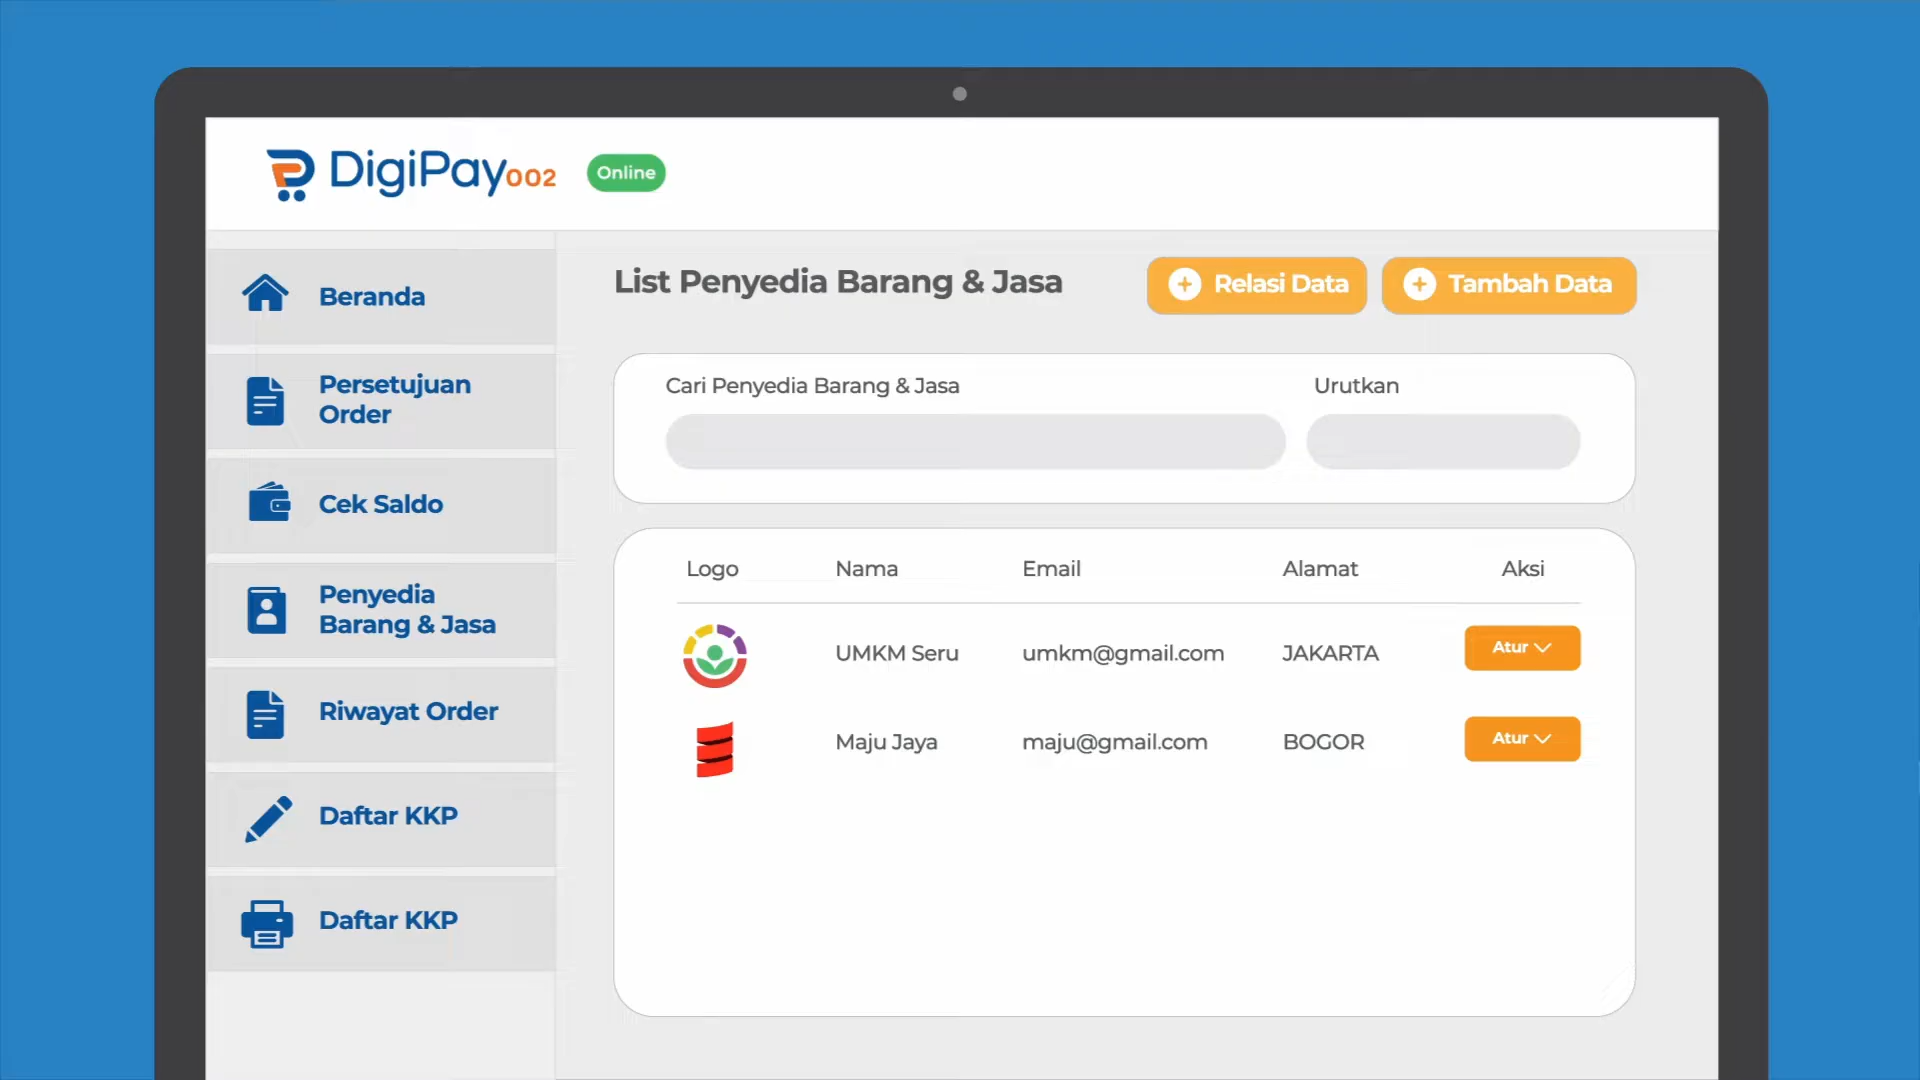 DigiPay002
Online
Beranda
Persetujuan
Order
Cek Saldo
Penyedia
Barang & Jasa
Riwayat Order
Daftar KKP
Daftar KKP
List Penyedia Barang & Jasa
Relasi Data
Tambah Data
Cari Penyedia Barang & Jasa
Urutkan
Logo Nama Email Alamat Aksi
UMKM Seru umkm@gmail.com JAKARTA Atur
Maju Jaya maju@gmail.com BOGOR Atur